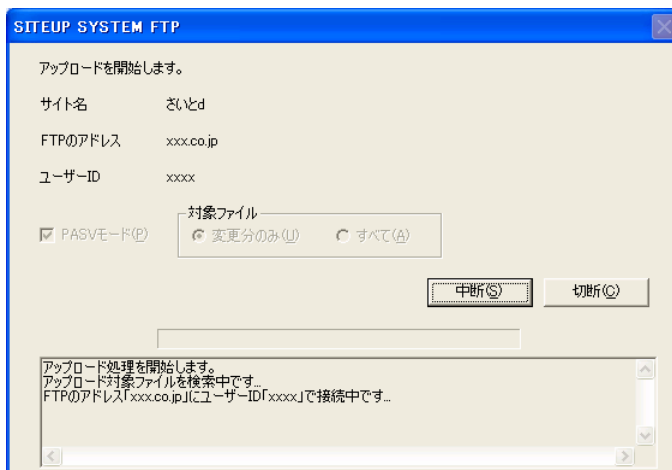 SITEUP SYSTEM FTP
アップロードを開始します。
サイト名 さいとd
FTPのアドレス xxx.co.jp
ユーザーID xxxx
対象ファイル
PASVモード(P) 変更分のみ(U) すべて(A)
中断(S) 切断(C)
アップロード処理を開始します。
アップロード対象ファイルを検索中です...
FTPのアドレス「xxx.co.jp」にユーザーID「xxxx」で接続中です...